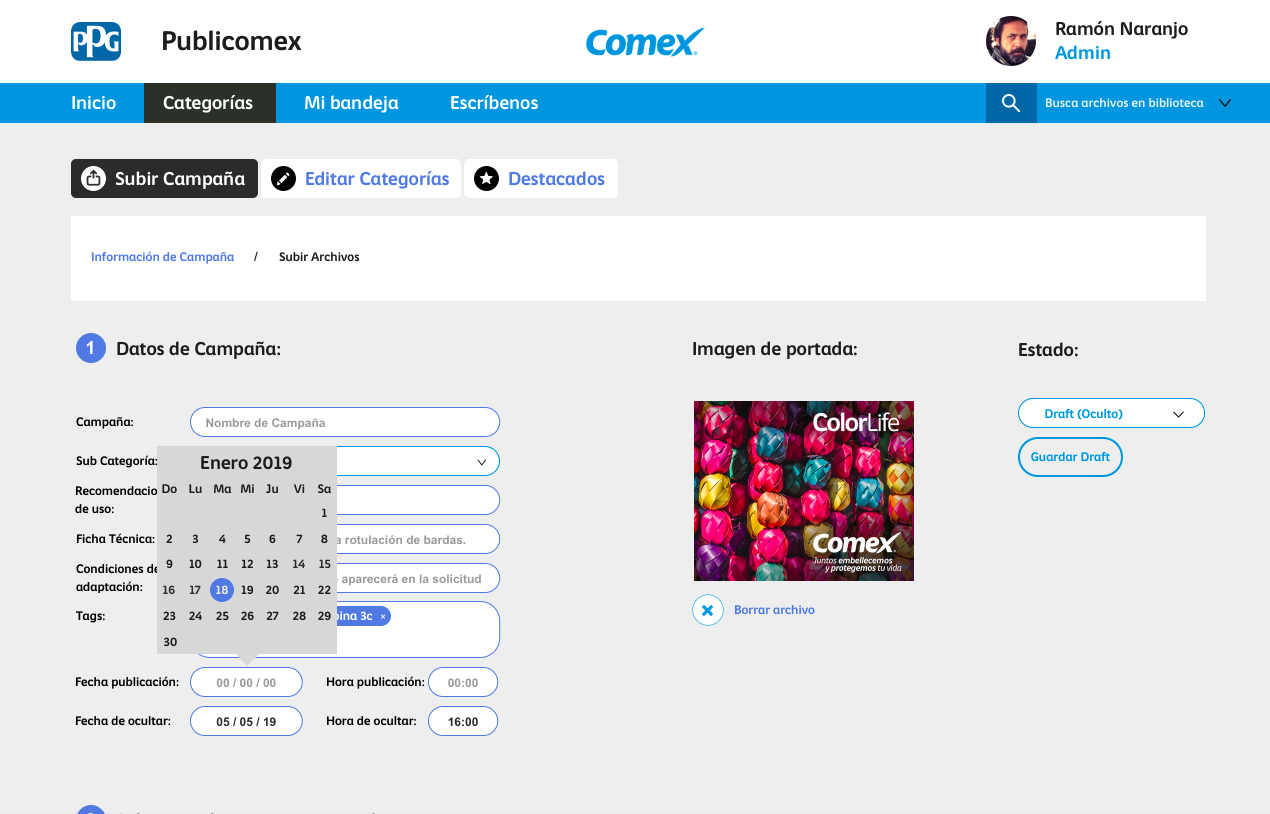 PPG
Publicomex
Comex
Ramón Naranjo
Admin
Inicio
Categorías
Mi bandeja
Escríbenos
Busca archivos en biblioteca
Subir Campaña
Editar Categorías
Destacados
Información de Campaña / Subir Archivos
1 Datos de Campaña:
Imagen de portada:
Estado:
Campaña: Nombre de Campaña
Sub Categoría:
Recomendacio
de uso:
Ficha Técnica:
a rotulación de bardas.
Condiciones de
adaptación:
aparecerá en la solicitud
Tags:
3c ×
Enero 2019
Do Lu Ma Mi Ju Vi Sa
1
2 3 4 5 6 7 8
9 10 11 12 13 14 15
16 17 18 19 20 21 22
23 24 25 26 27 28 29
30
Fecha publicación: 00 / 00 / 00 Hora publicación: 00:00
Fecha de ocultar: 05 / 05 / 19 Hora de ocultar: 16:00
ColorLife
Comex
Juntos embellecemos
y protegemos tu vida
Borrar archivo
Draft (Oculto)
Guardar Draft